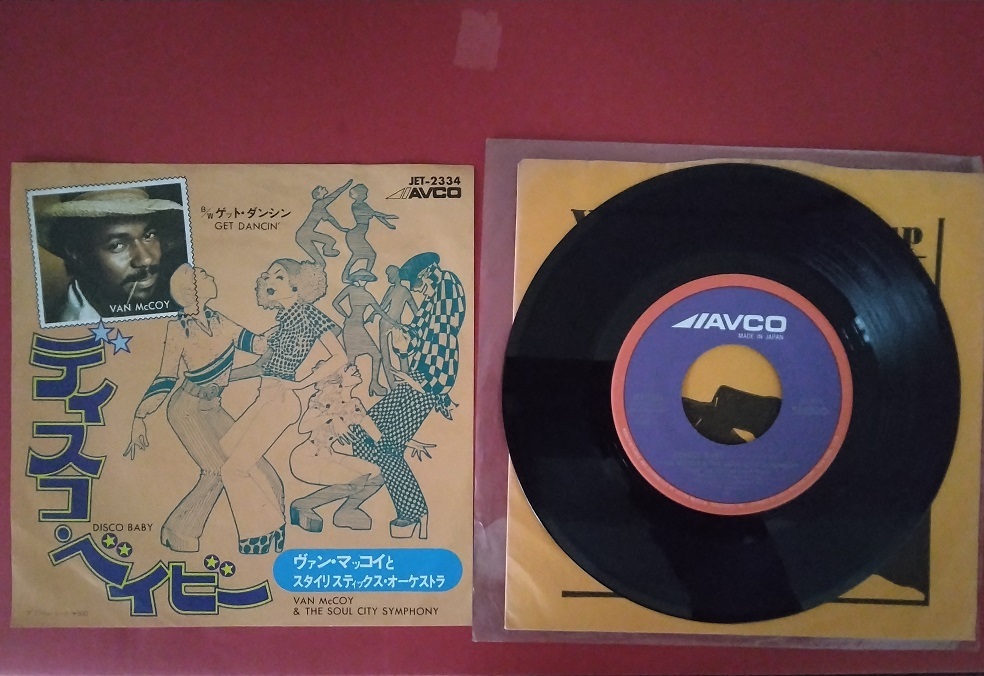 JET-2334
AVCO
B/W ゲット・ダンシン
GET DANCIN'
VAN McCOY
ディスコ・ベイビー
DISCO BABY
ヴァン・マッコイと
スタイリスティックス・オーケストラ
VAN McCOY
& THE SOUL CITY SYMPHONY
AVCO
MADE IN JAPAN
DISCO BABY